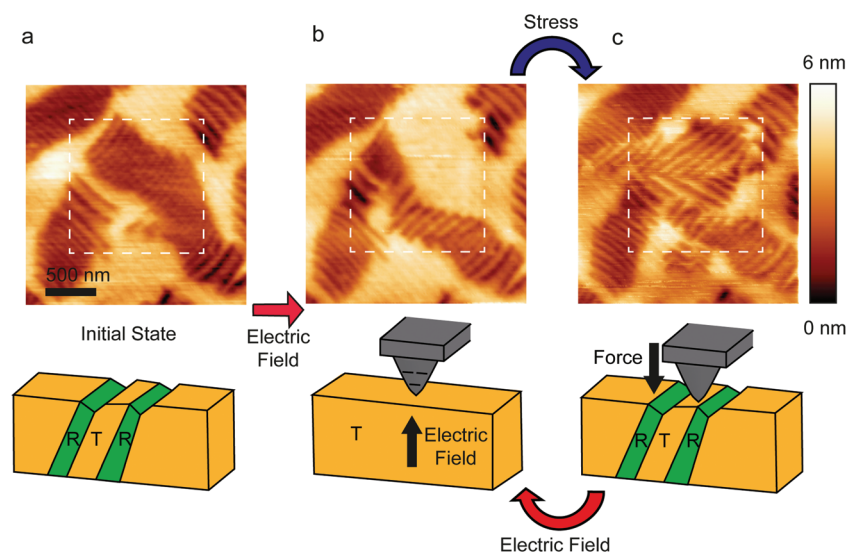 a
b
Stress
c
6 nm
500 nm
0 nm
Initial State
Electric
Field
Force
R
T
R
T
Electric
Field
R
T
R
Electric Field